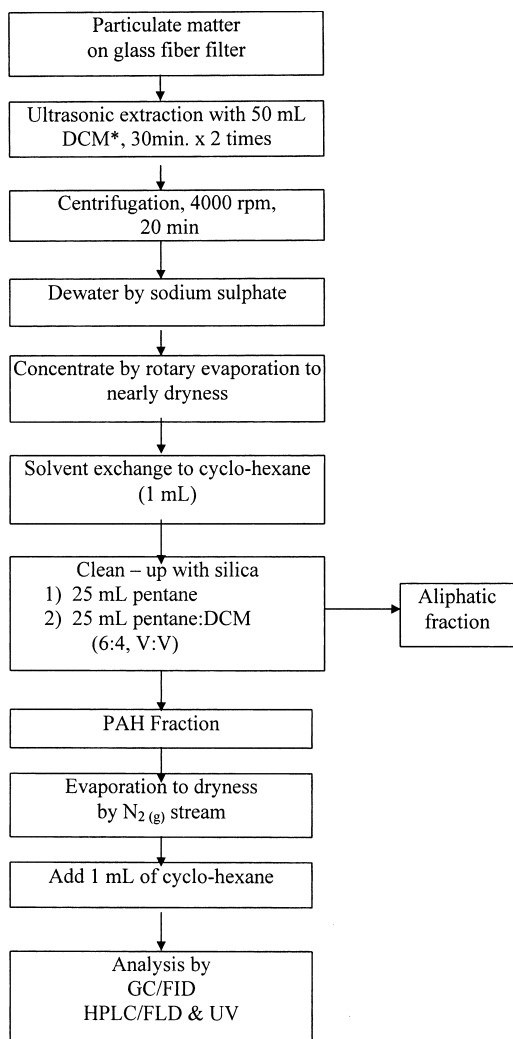 Particulate matter
on glass fiber filter
Ultrasonic extraction with 50 mL
DCM*, 30min. x 2 times
Centrifugation, 4000 rpm,
20 min
Dewater by sodium sulphate
Concentrate by rotary evaporation to
nearly dryness
Solvent exchange to cyclo-hexane
(1 mL)
Clean – up with silica
1) 25 mL pentane
2) 25 mL pentane:DCM
(6:4, V:V)
Aliphatic
fraction
PAH Fraction
Evaporation to dryness
by N2 (g) stream
Add 1 mL of cyclo-hexane
Analysis by
GC/FID
HPLC/FLD & UV